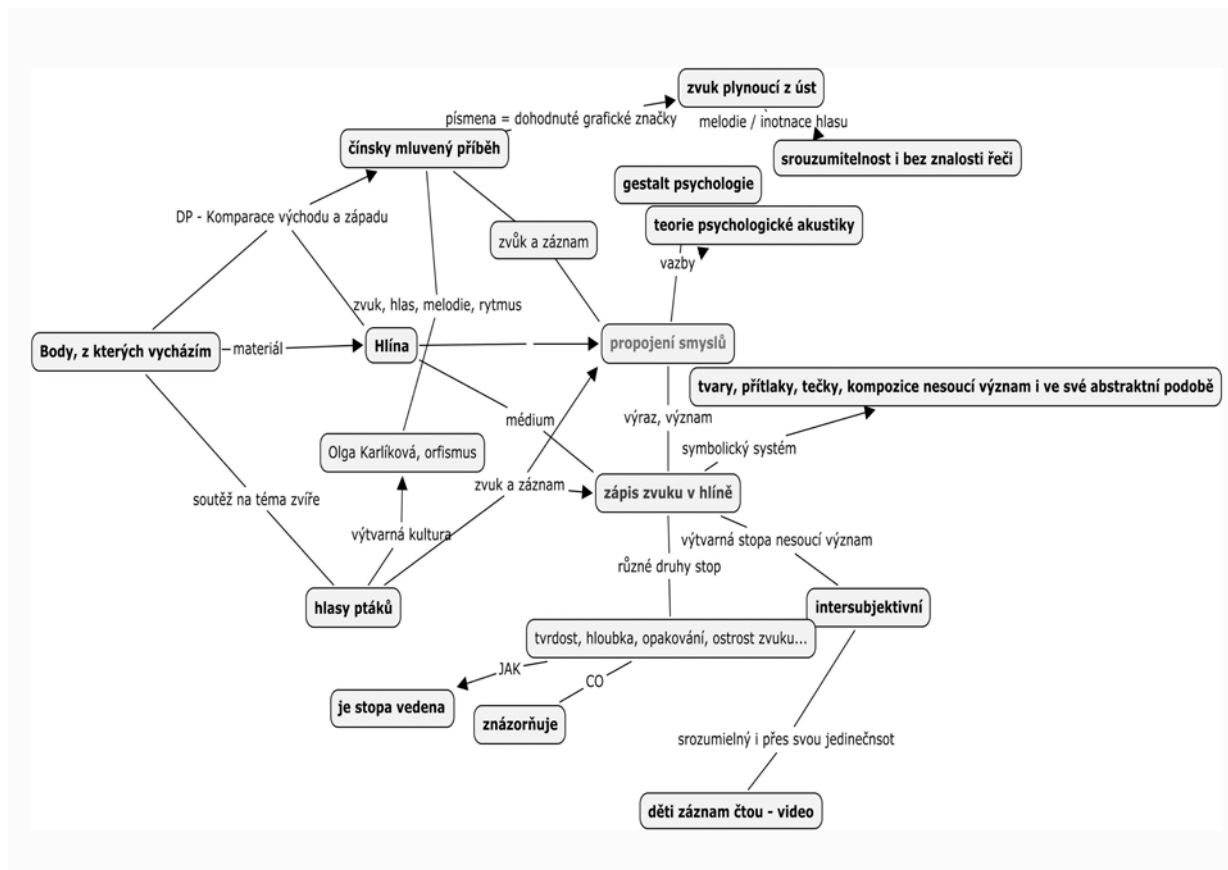 zvuk plynoucí z úst
písmena = dohodnuté grafické značky
melodie / inotnace hlasu
čínsky mluvený příběh
srouzumitelnost i bez znalosti řeči
gestalt psychologie
DP - Komparace východu a západu
teorie psychologické akustiky
zvůk a záznam
vazby
zvuk, hlas, melodie, rytmus
Body, z kterých vycházím
materiál
Hlína
propojení smyslů
tvary, přítlaky, tečky, kompozice nesoucí význam i ve své abstraktní podobě
médium
výraz, význam
Olga Karlíková, orfismus
symbolický systém
soutěž na téma zvíře
zvuk a záznam
zápis zvuku v hlíně
výtvarná kultura
výtvarná stopa nesoucí význam
různé druhy stop
hlasy ptáků
intersubjektivní
tvrdost, hloubka, opakování, ostrost zvuku...
JAK
CO
je stopa vedena
znázorňuje
srozumielný i přes svou jedinečnsot
děti záznam čtou - video